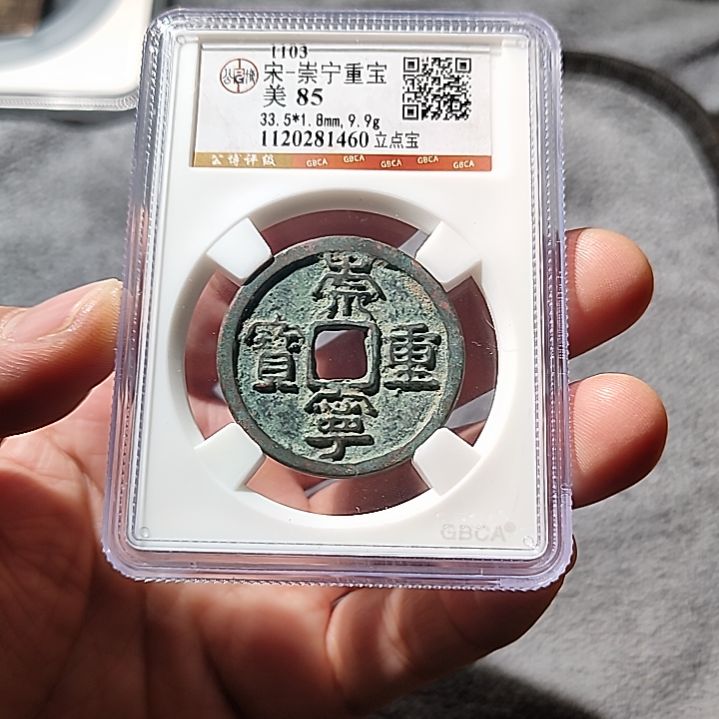 1103
宋-崇宁重宝
美 85
33.5*1.8mm,9.9g
1120281460 立点宝
公博评级 GBCA GBCA GBCA GBCA GBCA
崇
寶 重
寧
GBCA®